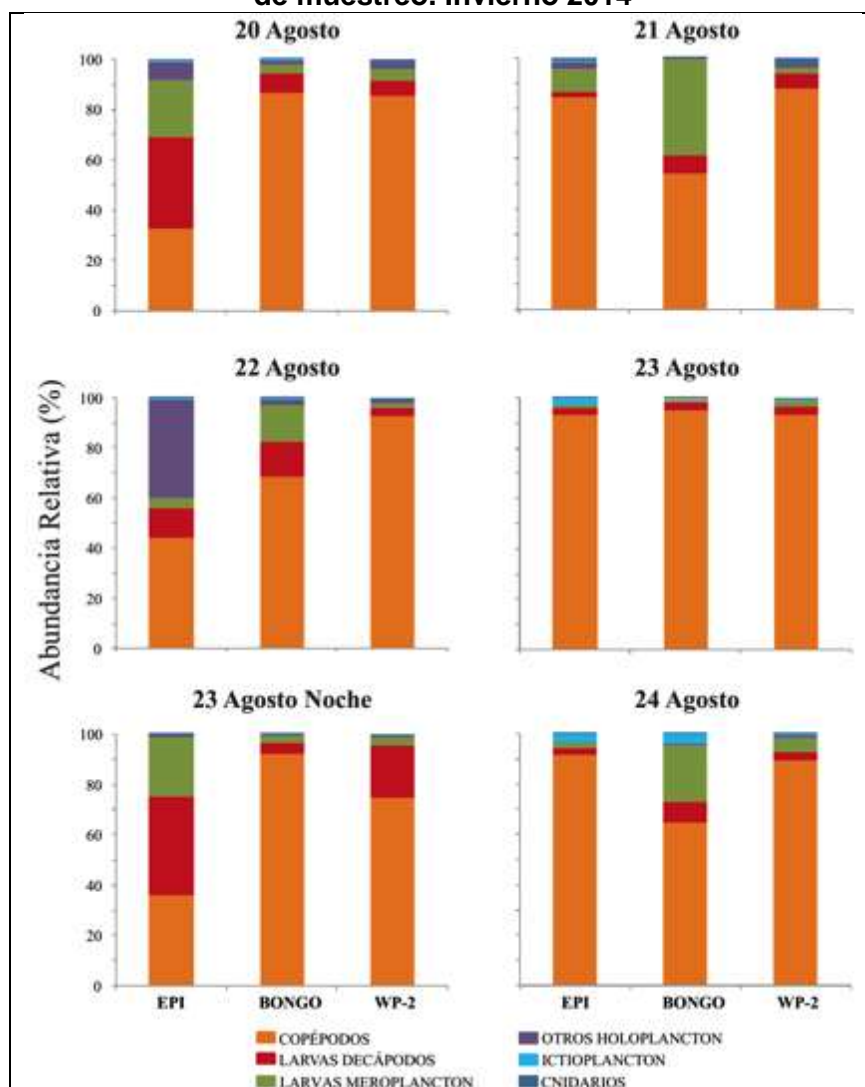 de muestreo. Invierno 2014
20 Agosto
21 Agosto
100
80
60
40
20
0
22 Agosto
23 Agosto
100
80
60
40
20
0
Abundancia Relativa (%)
23 Agosto Noche
24 Agosto
100
80
60
40
20
0
EPI BONGO WP-2
EPI BONGO WP-2
COPÉPODOS
LARVAS DECÁPODOS
LARVAS MEROPLANCTON
OTROS HOLOPLANCTON
ICTIOPLANCTON
CNIDARIOS